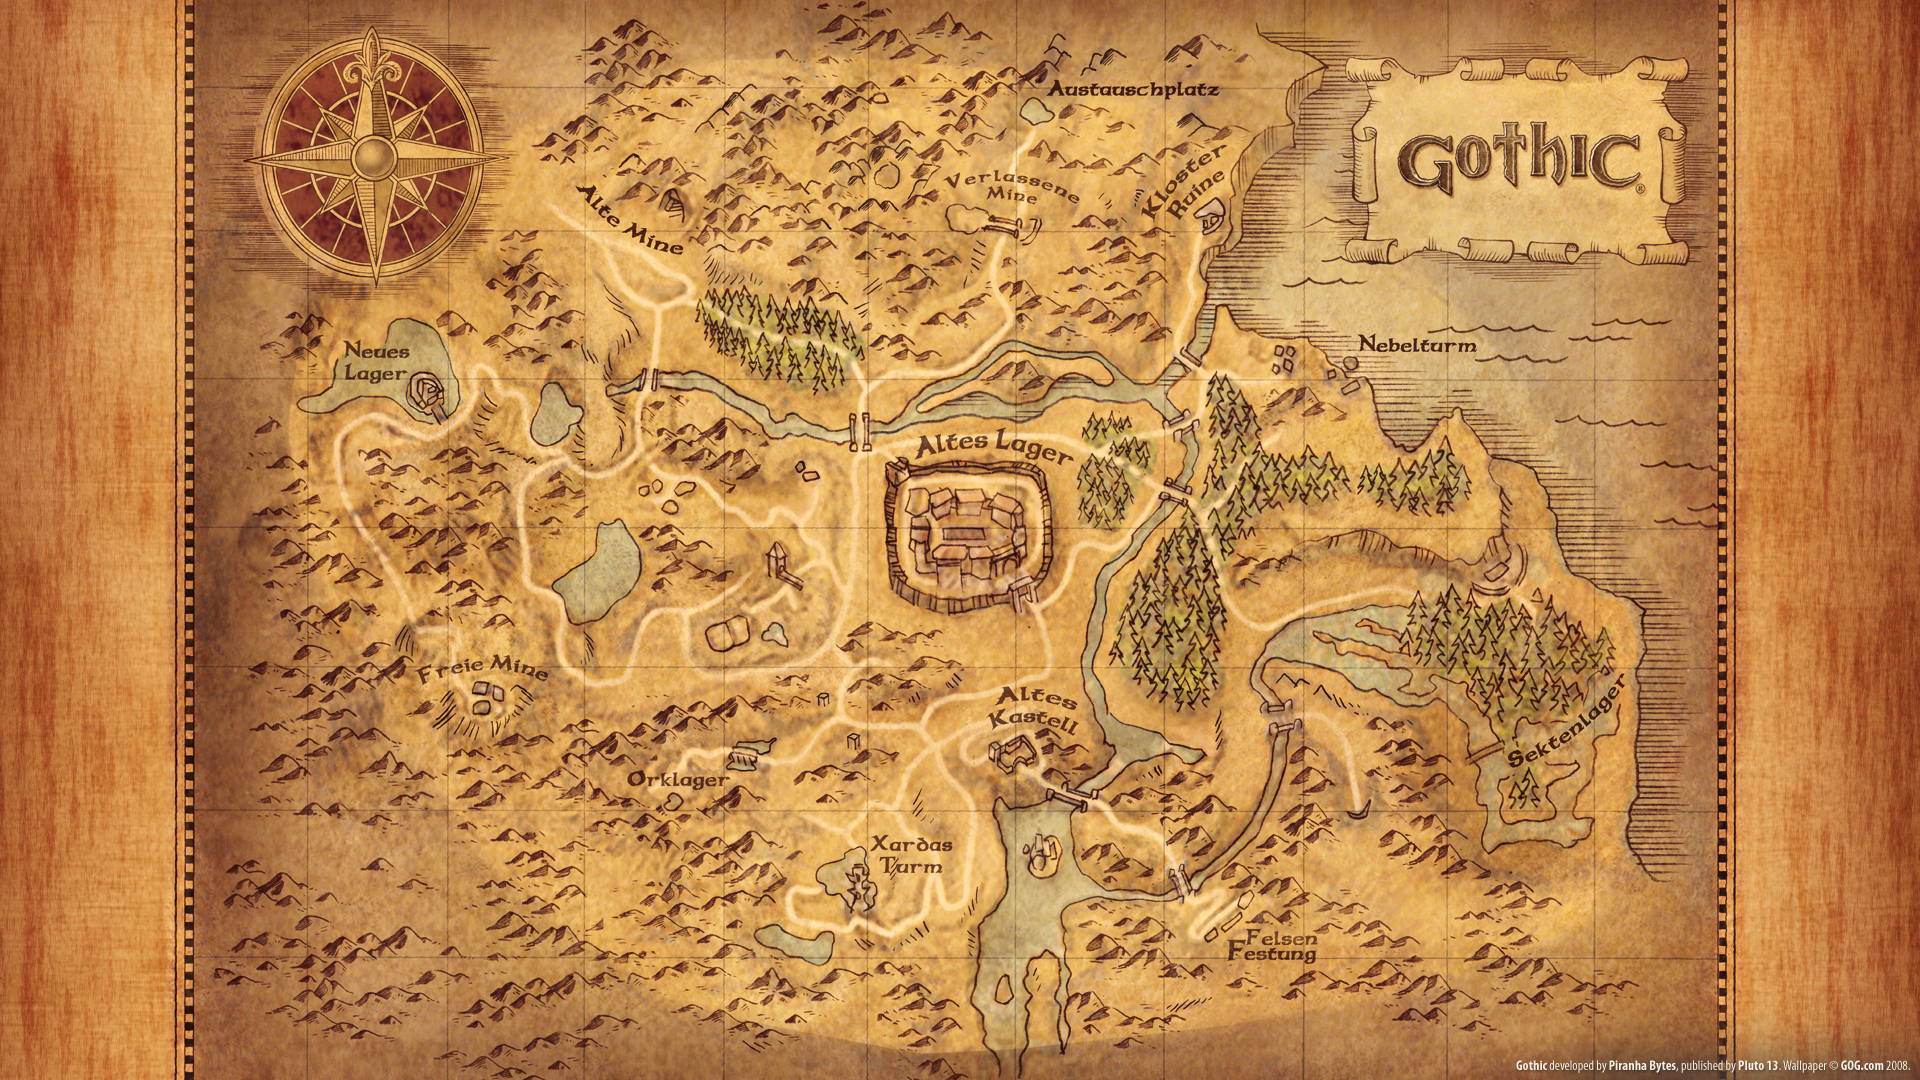 Austauschplatz
GOTHIC®
Verlassene
Mine
Kloster
Ruine
Alte Mine
Neues
Lager
Nebelturm
Altes Lager
Freie Mine
Altes
Kastell
Sektenlager
Orklager
Xardas
Turm
Felsen
Festung
Gothic developed by Piranha Bytes, published by Pluto 13. Wallpaper © GOG.com 2008.